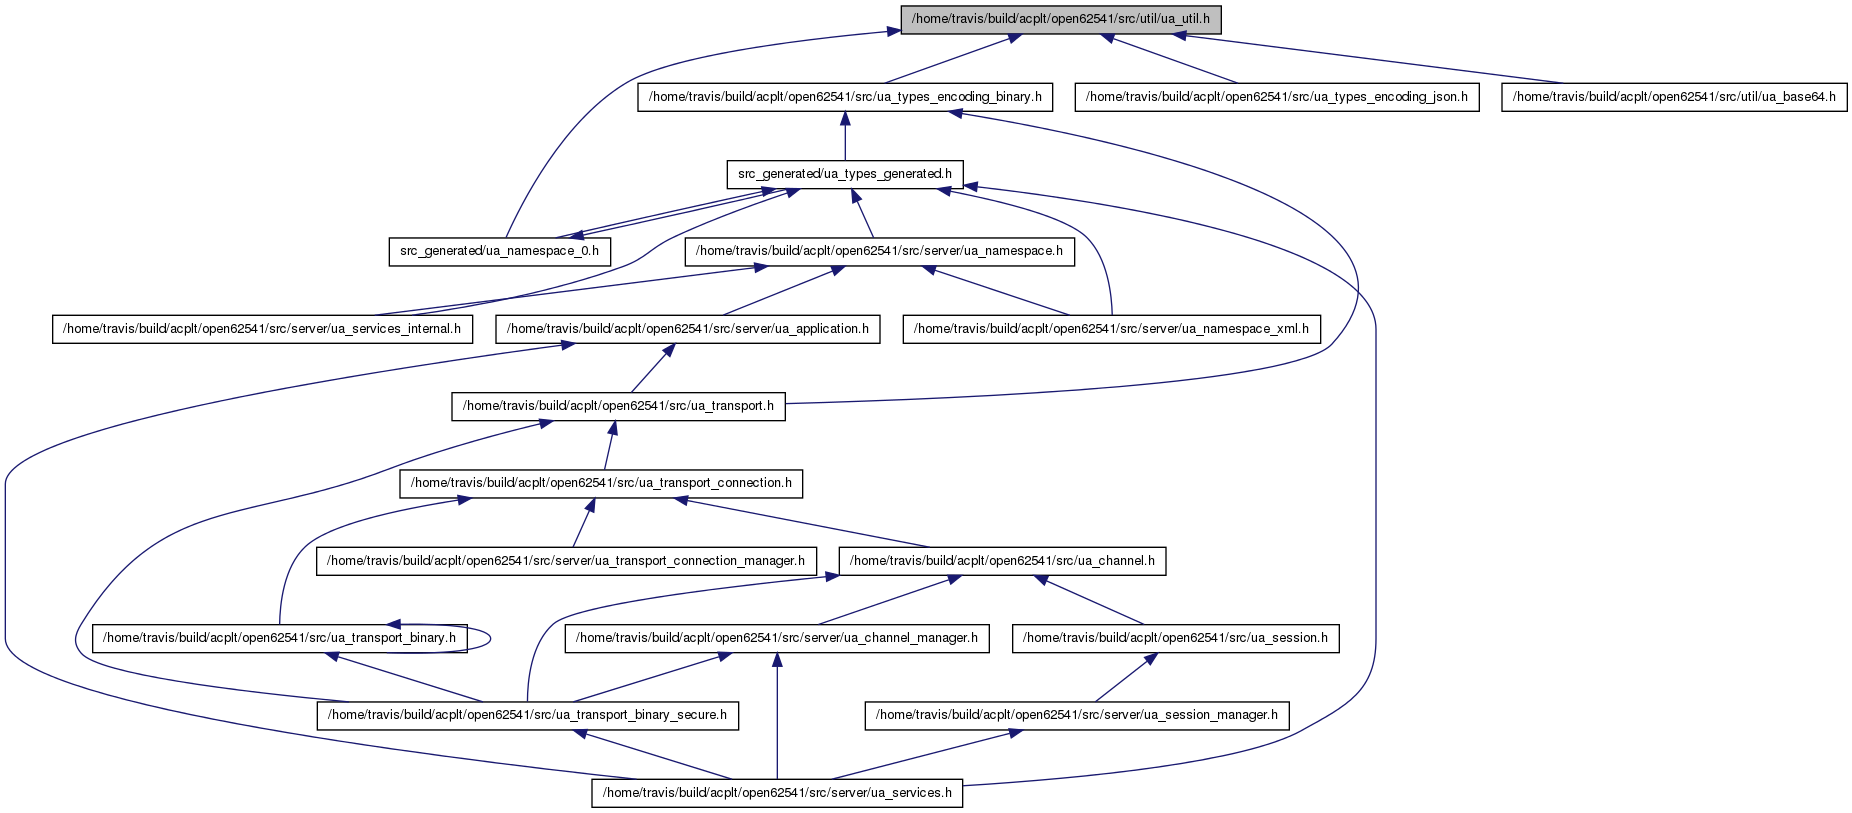 /home/travis/build/acplt/open62541/src/util/ua_util.h
/home/travis/build/acplt/open62541/src/ua_types_encoding_binary.h
/home/travis/build/acplt/open62541/src/ua_types_encoding_json.h
/home/travis/build/acplt/open62541/src/util/ua_base64.h
src_generated/ua_types_generated.h
src_generated/ua_namespace_0.h
/home/travis/build/acplt/open62541/src/server/ua_namespace.h
/home/travis/build/acplt/open62541/src/server/ua_services_internal.h
/home/travis/build/acplt/open62541/src/server/ua_application.h
/home/travis/build/acplt/open62541/src/server/ua_namespace_xml.h
/home/travis/build/acplt/open62541/src/ua_transport.h
/home/travis/build/acplt/open62541/src/ua_transport_connection.h
/home/travis/build/acplt/open62541/src/server/ua_transport_connection_manager.h
/home/travis/build/acplt/open62541/src/ua_channel.h
/home/travis/build/acplt/open62541/src/ua_transport_binary.h
/home/travis/build/acplt/open62541/src/server/ua_channel_manager.h
/home/travis/build/acplt/open62541/src/ua_session.h
/home/travis/build/acplt/open62541/src/ua_transport_binary_secure.h
/home/travis/build/acplt/open62541/src/server/ua_session_manager.h
/home/travis/build/acplt/open62541/src/server/ua_services.h